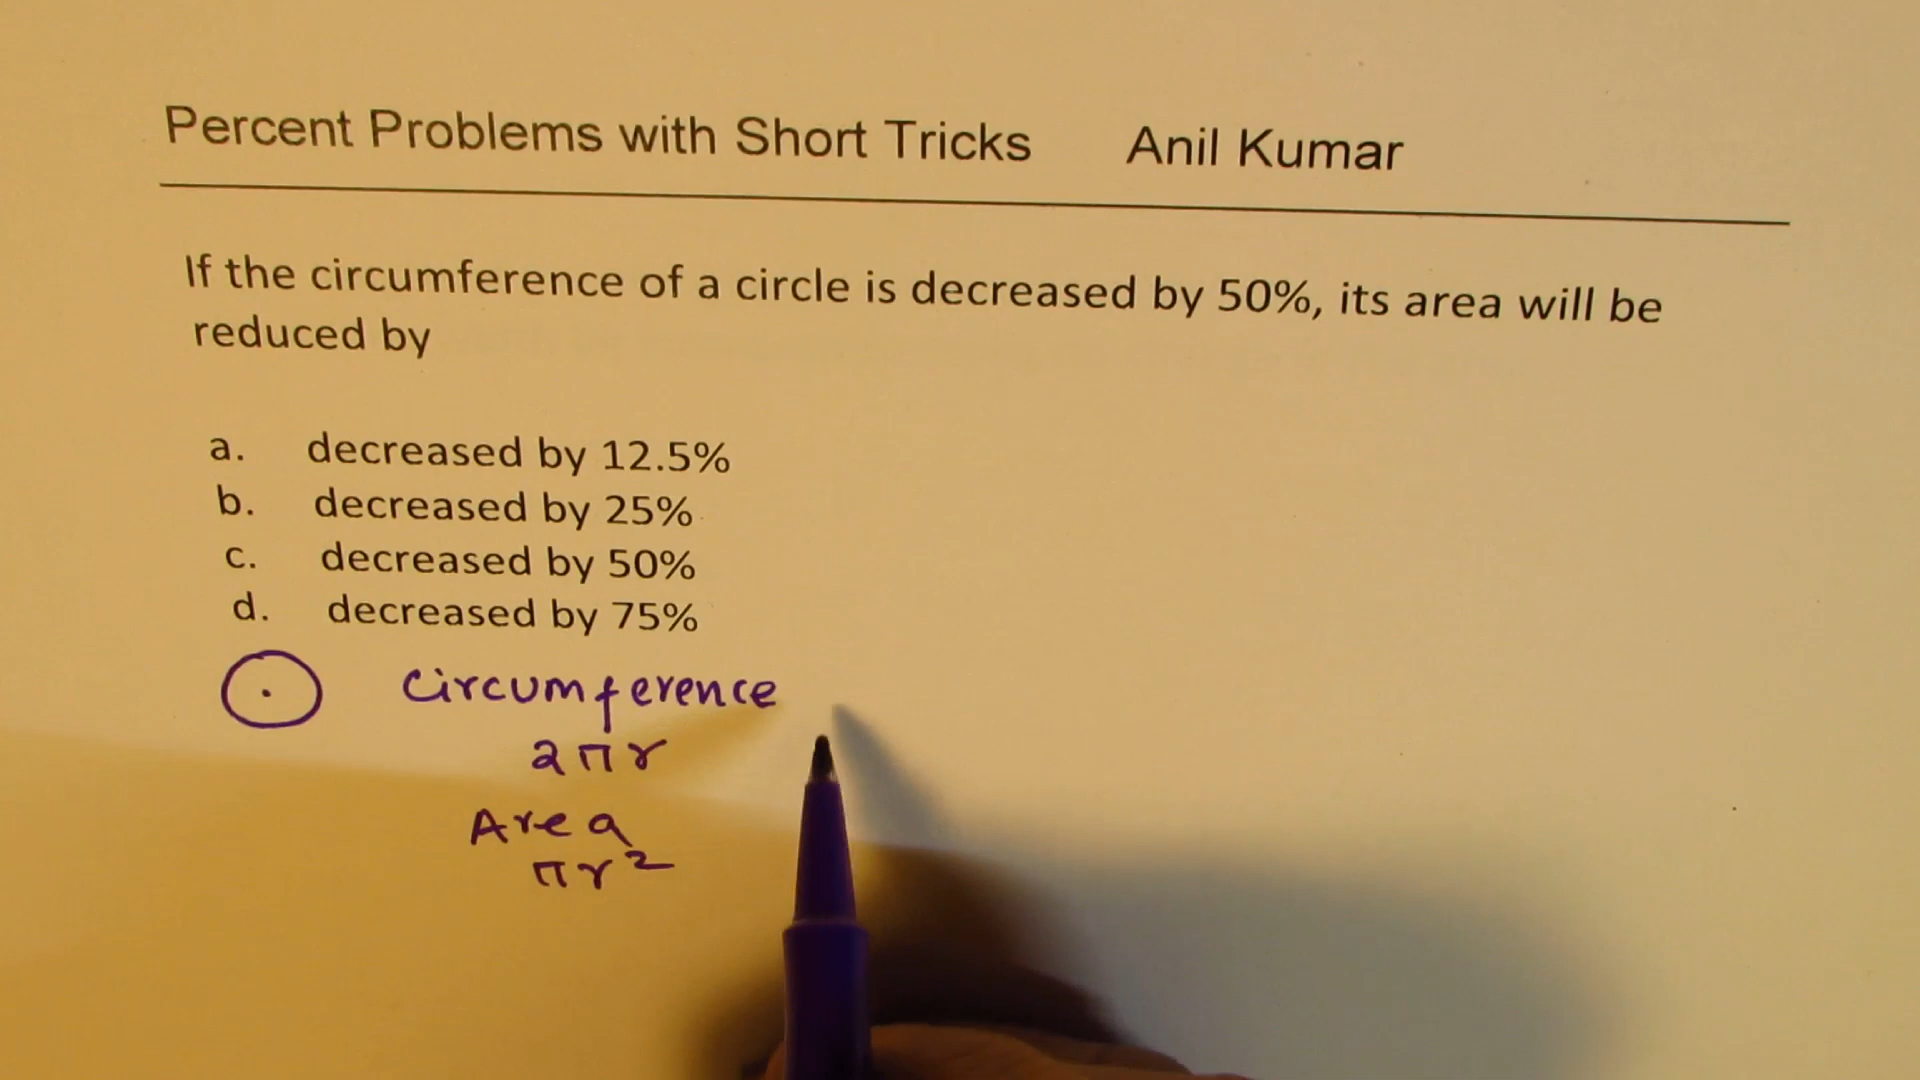 Percent Problems with Short Tricks Anil Kumar
If the circumference of a circle is decreased by 50%, its area will be
reduced by
a. decreased by 12.5%
b. decreased by 25%
c. decreased by 50%
d. decreased by 75%
Circumference
2πr
Area
πr²